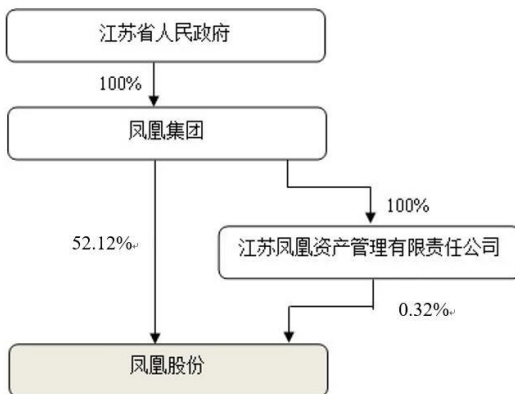 江苏省人民政府
100%
凤凰集团
100%
52.12%
江苏凤凰资产管理有限责任公司
0.32%
凤凰股份